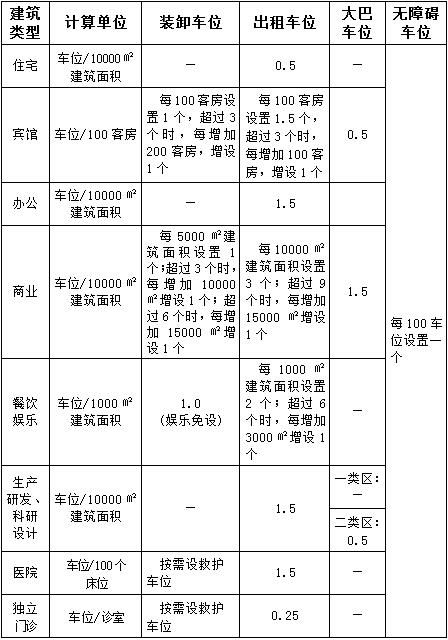 建筑类型 计算单位 装卸车位 出租车位 大巴车位 无障碍车位
住宅 车位/10000㎡建筑面积 — 0.5 —
宾馆 车位/100客房 每100客房设置1个，超过3个时，每增加200客房，增设1个 每100客房设置1.5个，超过3个时，每增加100客房，增设1个 0.5
办公 车位/10000㎡建筑面积 — 1.5 —
商业 车位/10000㎡建筑面积 每5000㎡建筑面积设置1个;超过3个时，每增加10000㎡增设1个；超过6个时，每增加15000㎡增设1个 每10000㎡建筑面积设置3个；超过9个时，每增加15000㎡增设1个 1.5
每100车位设置一个
餐饮娱乐 车位/1000㎡建筑面积 1.0(娱乐免设) 每1000㎡建筑面积设置2个；超过6个时，每增加3000㎡增设1个 —
生产研发、科研设计 车位/10000㎡建筑面积 — 1.5 一类区：— 二类区：0.5
医院 车位/100个床位 按需设救护车位 1.5 —
独立门诊 车位/诊室 按需设救护车位 0.25 —